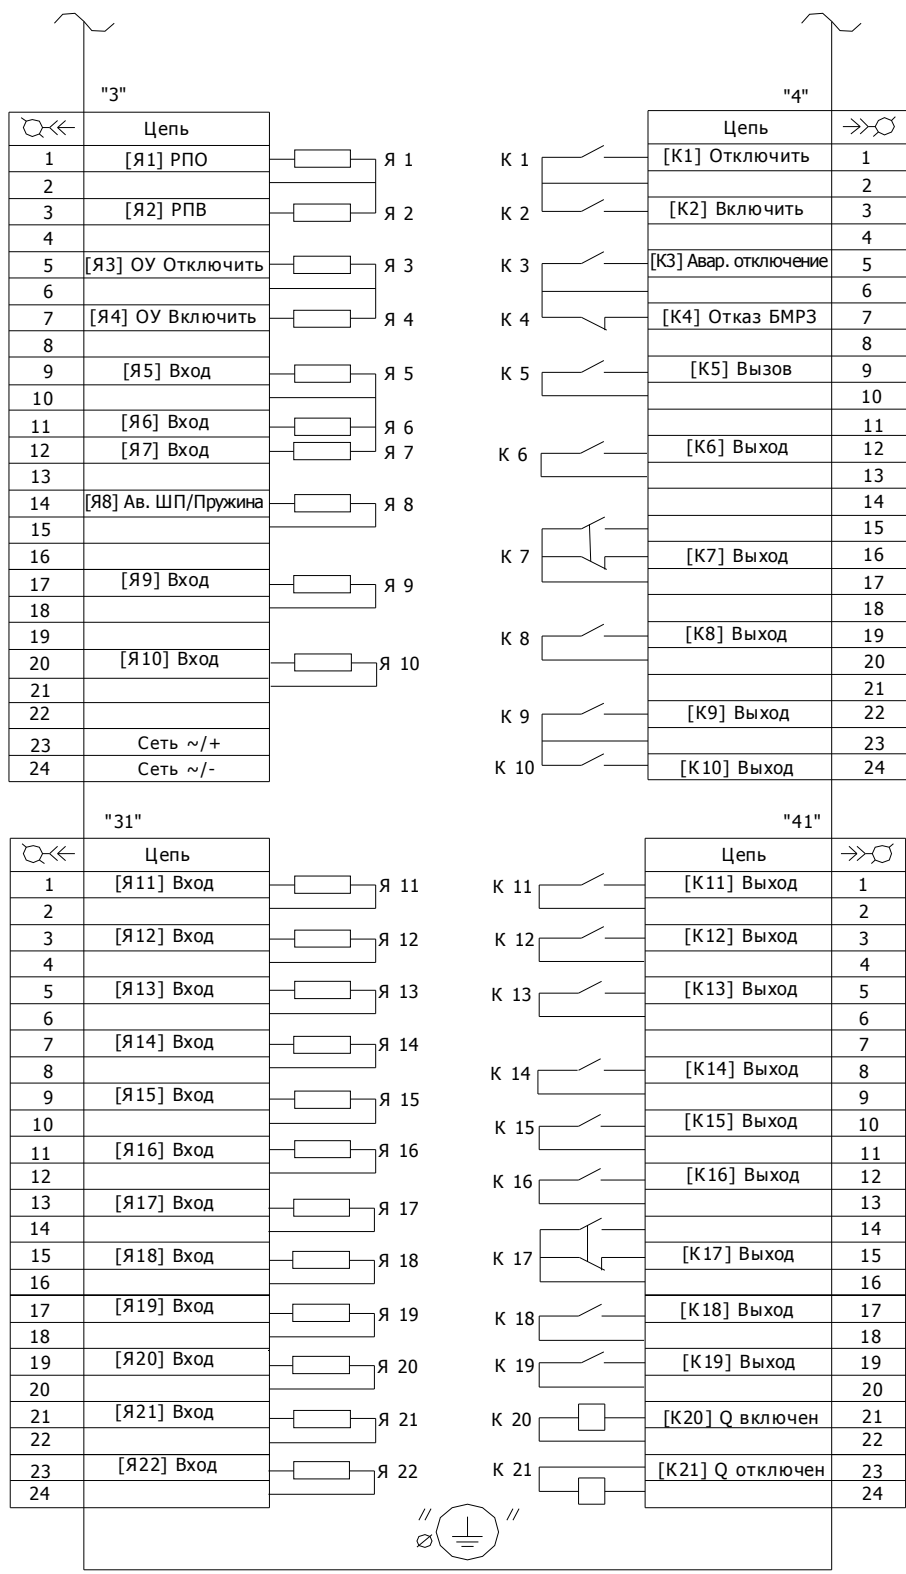 "3" "4"
Цепь Цепь
1 [Я1] РПО Я 1 К 1 [К1] Отключить 1
2 2
3 [Я2] РПВ Я 2 К 2 [К2] Включить 3
4 4
5 [Я3] ОУ Отключить Я 3 К 3 [К3] Авар. отключение 5
6 6
7 [Я4] ОУ Включить Я 4 К 4 [К4] Отказ БМРЗ 7
8 8
9 [Я5] Вход Я 5 К 5 [К5] Вызов 9
10 10
11 [Я6] Вход Я 6 11
12 [Я7] Вход Я 7 К 6 [К6] Выход 12
13 13
14 [Я8] Ав. ШП/Пружина Я 8 14
15 15
16 К 7 [К7] Выход 16
17 [Я9] Вход Я 9 17
18 18
19 К 8 [К8] Выход 19
20 [Я10] Вход Я 10 20
21 21
22 К 9 [К9] Выход 22
23 Сеть ~/+ 23
24 Сеть ~/- К 10 [К10] Выход 24
"31" "41"
Цепь Цепь
1 [Я11] Вход Я 11 К 11 [К11] Выход 1
2 2
3 [Я12] Вход Я 12 К 12 [К12] Выход 3
4 4
5 [Я13] Вход Я 13 К 13 [К13] Выход 5
6 6
7 [Я14] Вход Я 14 7
8 К 14 [К14] Выход 8
9 [Я15] Вход Я 15 9
10 К 15 [К15] Выход 10
11 [Я16] Вход Я 16 11
12 К 16 [К16] Выход 12
13 [Я17] Вход Я 17 13
14 14
15 [Я18] Вход Я 18 К 17 [К17] Выход 15
16 16
17 [Я19] Вход Я 19 К 18 [К18] Выход 17
18 18
19 [Я20] Вход Я 20 К 19 [К19] Выход 19
20 20
21 [Я21] Вход Я 21 К 20 [К20] Q включен 21
22 22
23 [Я22] Вход Я 22 К 21 [К21] Q отключен 23
24 24